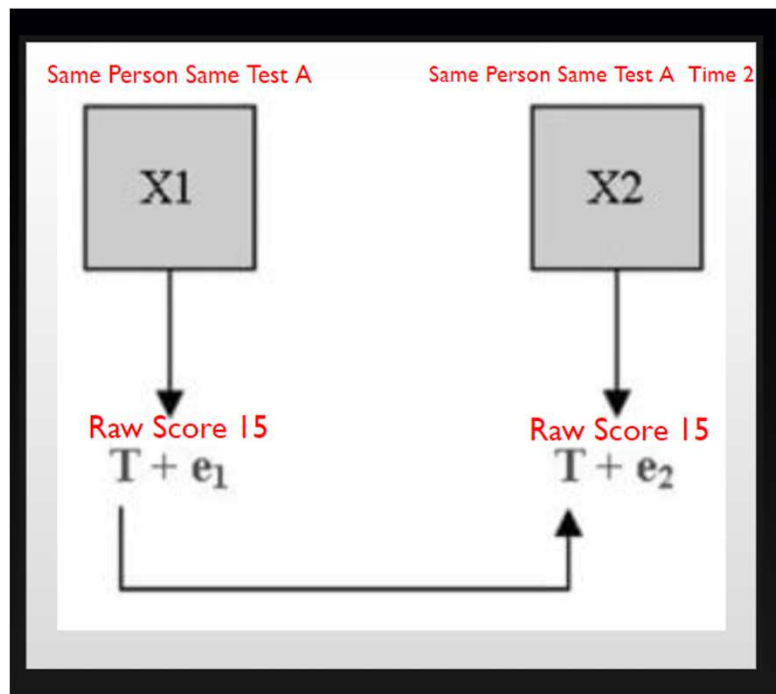 Same Person Same Test A
Same Person Same Test A Time 2
X1
X2
Raw Score 15
Raw Score 15
T + e₁
T + e₂